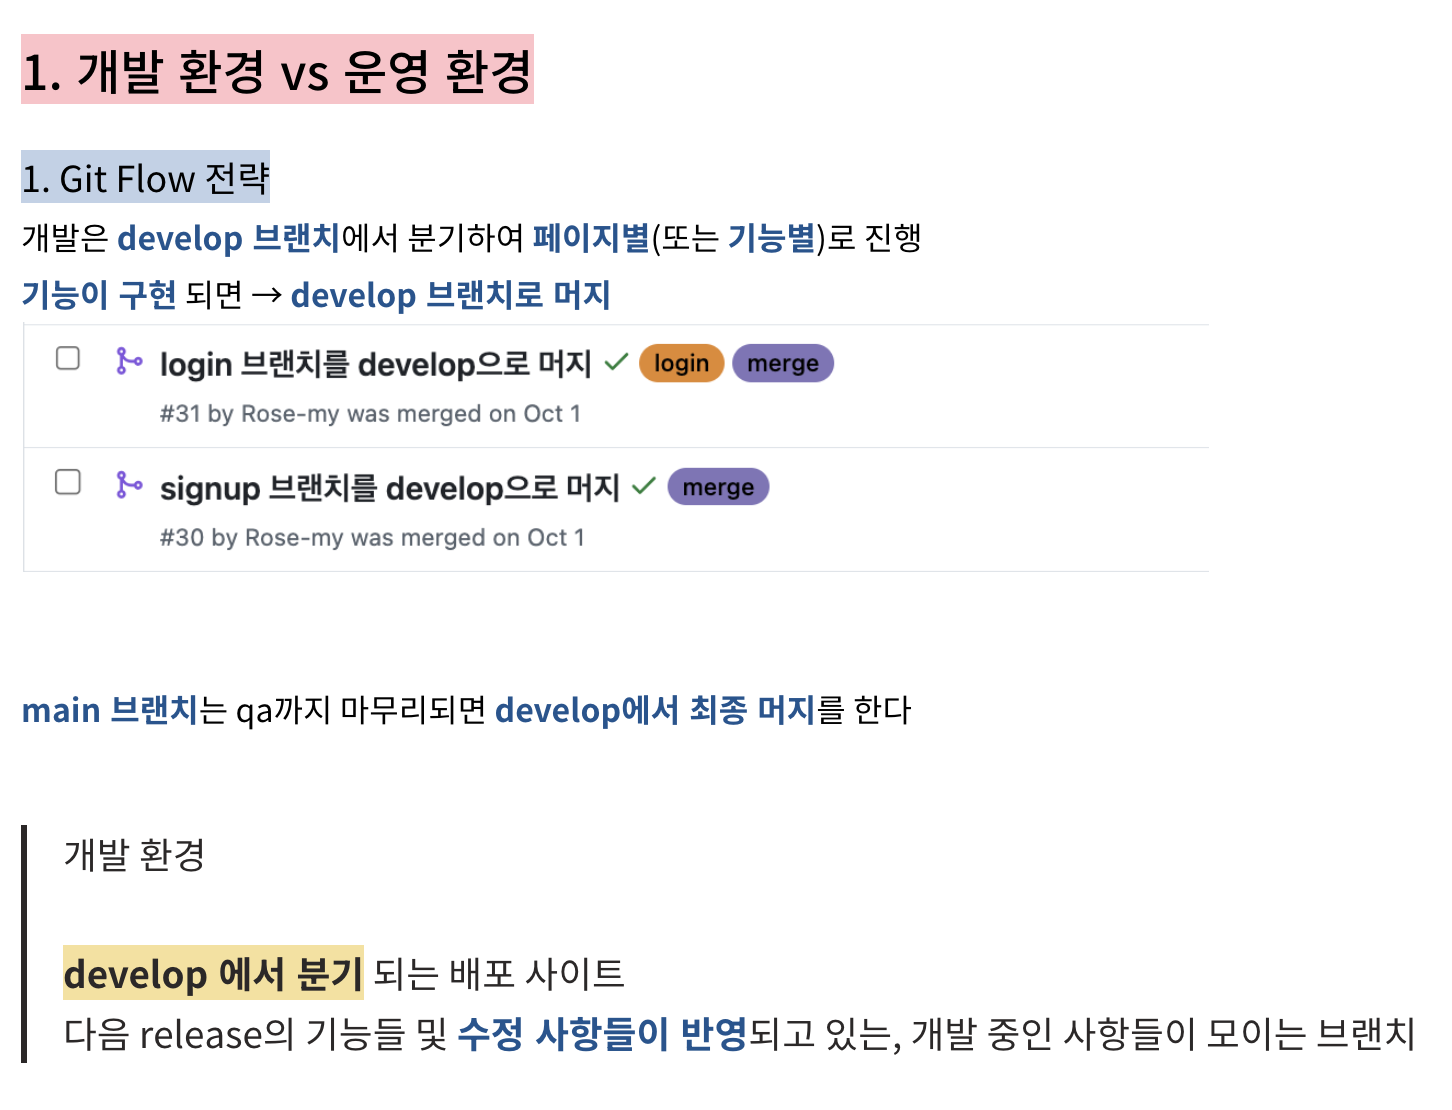 1. 개발 환경 vs 운영 환경
1. Git Flow 전략
개발은 develop 브랜치에서 분기하여 페이지별(또는 기능별)로 진행
기능이 구현 되면 → develop 브랜치로 머지
login 브랜치를 develop으로 머지 ✓ login merge
#31 by Rose-my was merged on Oct 1
signup 브랜치를 develop으로 머지 ✓ merge
#30 by Rose-my was merged on Oct 1
main 브랜치는 qa까지 마무리되면 develop에서 최종 머지를 한다
개발 환경
develop 에서 분기 되는 배포 사이트
다음 release의 기능들 및 수정 사항들이 반영되고 있는, 개발 중인 사항들이 모이는 브랜치